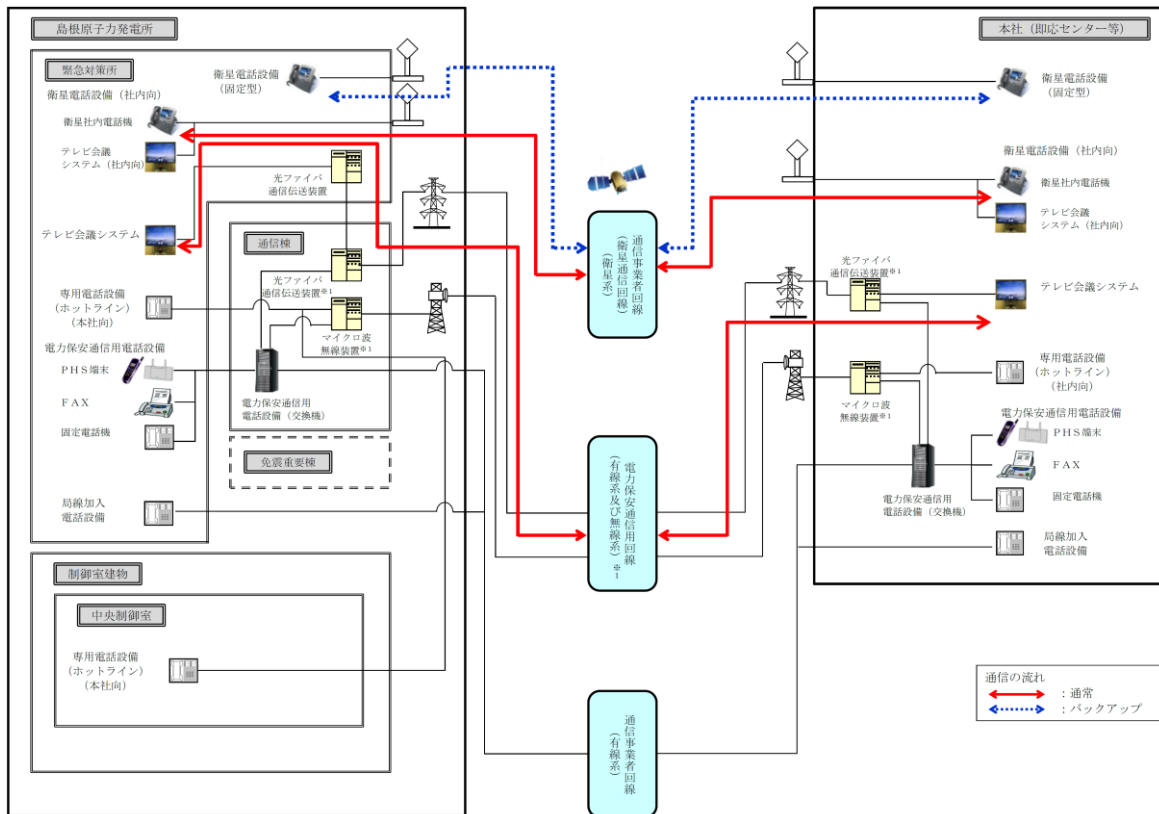 島根原子力発電所
緊急対策所
衛星電話設備
(固定型)
衛星電話設備(社内向)
衛星社内電話機
テレビ会議
システム(社内向)
光ファイバ
通信伝送装置
テレビ会議システム
通信棟
光ファイバ
通信伝送装置※1
専用電話設備
(ホットライン)
(本社向)
マイクロ波
無線装置※1
電力保安通信用電話設備
PHS端末
FAX
固定電話機
電力保安通信用
電話設備(交換機)
免震重要棟
局線加入
電話設備
制御室建物
中央制御室
専用電話設備
(ホットライン)
(本社向)
通信事業者回線
(衛星通信回線)
(衛星系)
電力保安通信用回線
(有線系及び無線系)※1
通信事業者回線
(有線系)
本社(即応センター等)
衛星電話設備
(固定型)
衛星電話設備(社内向)
衛星社内電話機
テレビ会議
システム(社内向)
光ファイバ
通信伝送装置※1
テレビ会議システム
専用電話設備
(ホットライン)
(社内向)
マイクロ波
無線装置※1
電力保安通信用電話設備
PHS端末
FAX
固定電話機
電力保安通信用
電話設備(交換機)
局線加入
電話設備
通信の流れ
:通常
:バックアップ